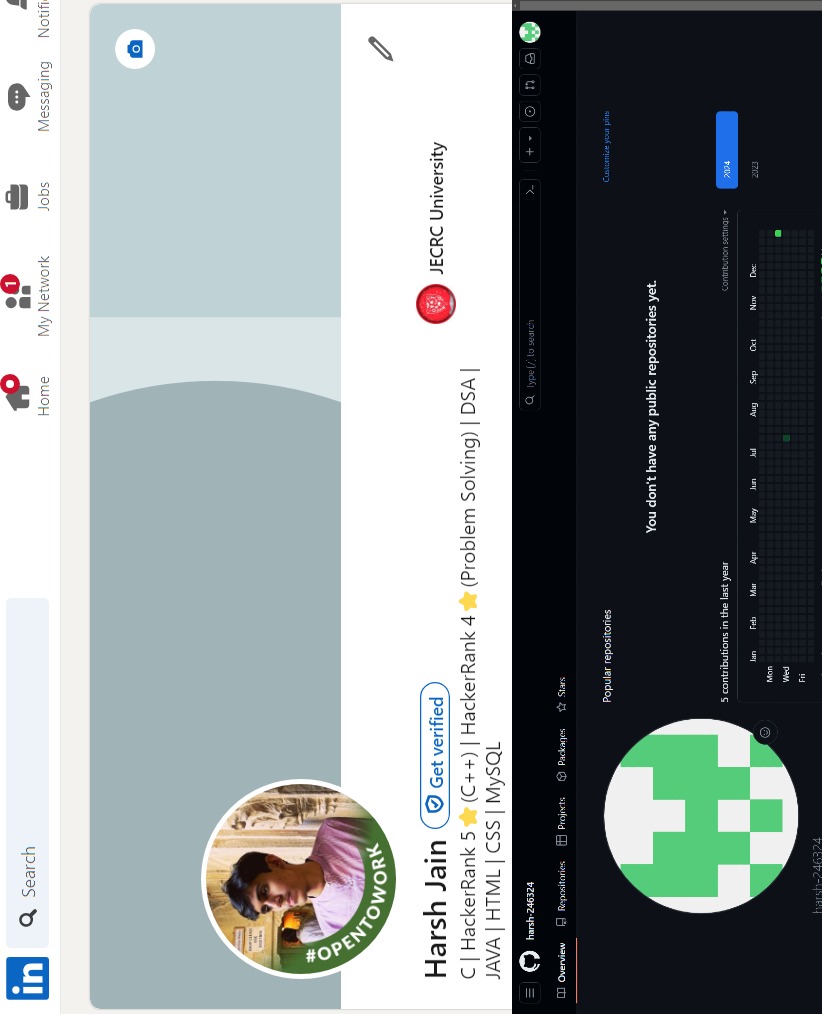 in
Search
1
Home
My Network
Jobs
Messaging
Notifi
#OPENTOWORK
Harsh Jain
Get verified
JECRC University
C | HackerRank 5⭐(C++) | HackerRank 4⭐(Problem Solving) | DSA |
JAVA | HTML | CSS | MySQL
harsh-246324
Type [/] to search
Overview
Repositories
Projects
Packages
Stars
Popular repositories
Customize your pins
You don't have any public repositories yet.
5 contributions in the last year
Contribution settings
2024
2023
Jan Feb Mar Apr May Jun Jul Aug Sep Oct Nov Dec
Mon
Wed
Fri
harsh-246324